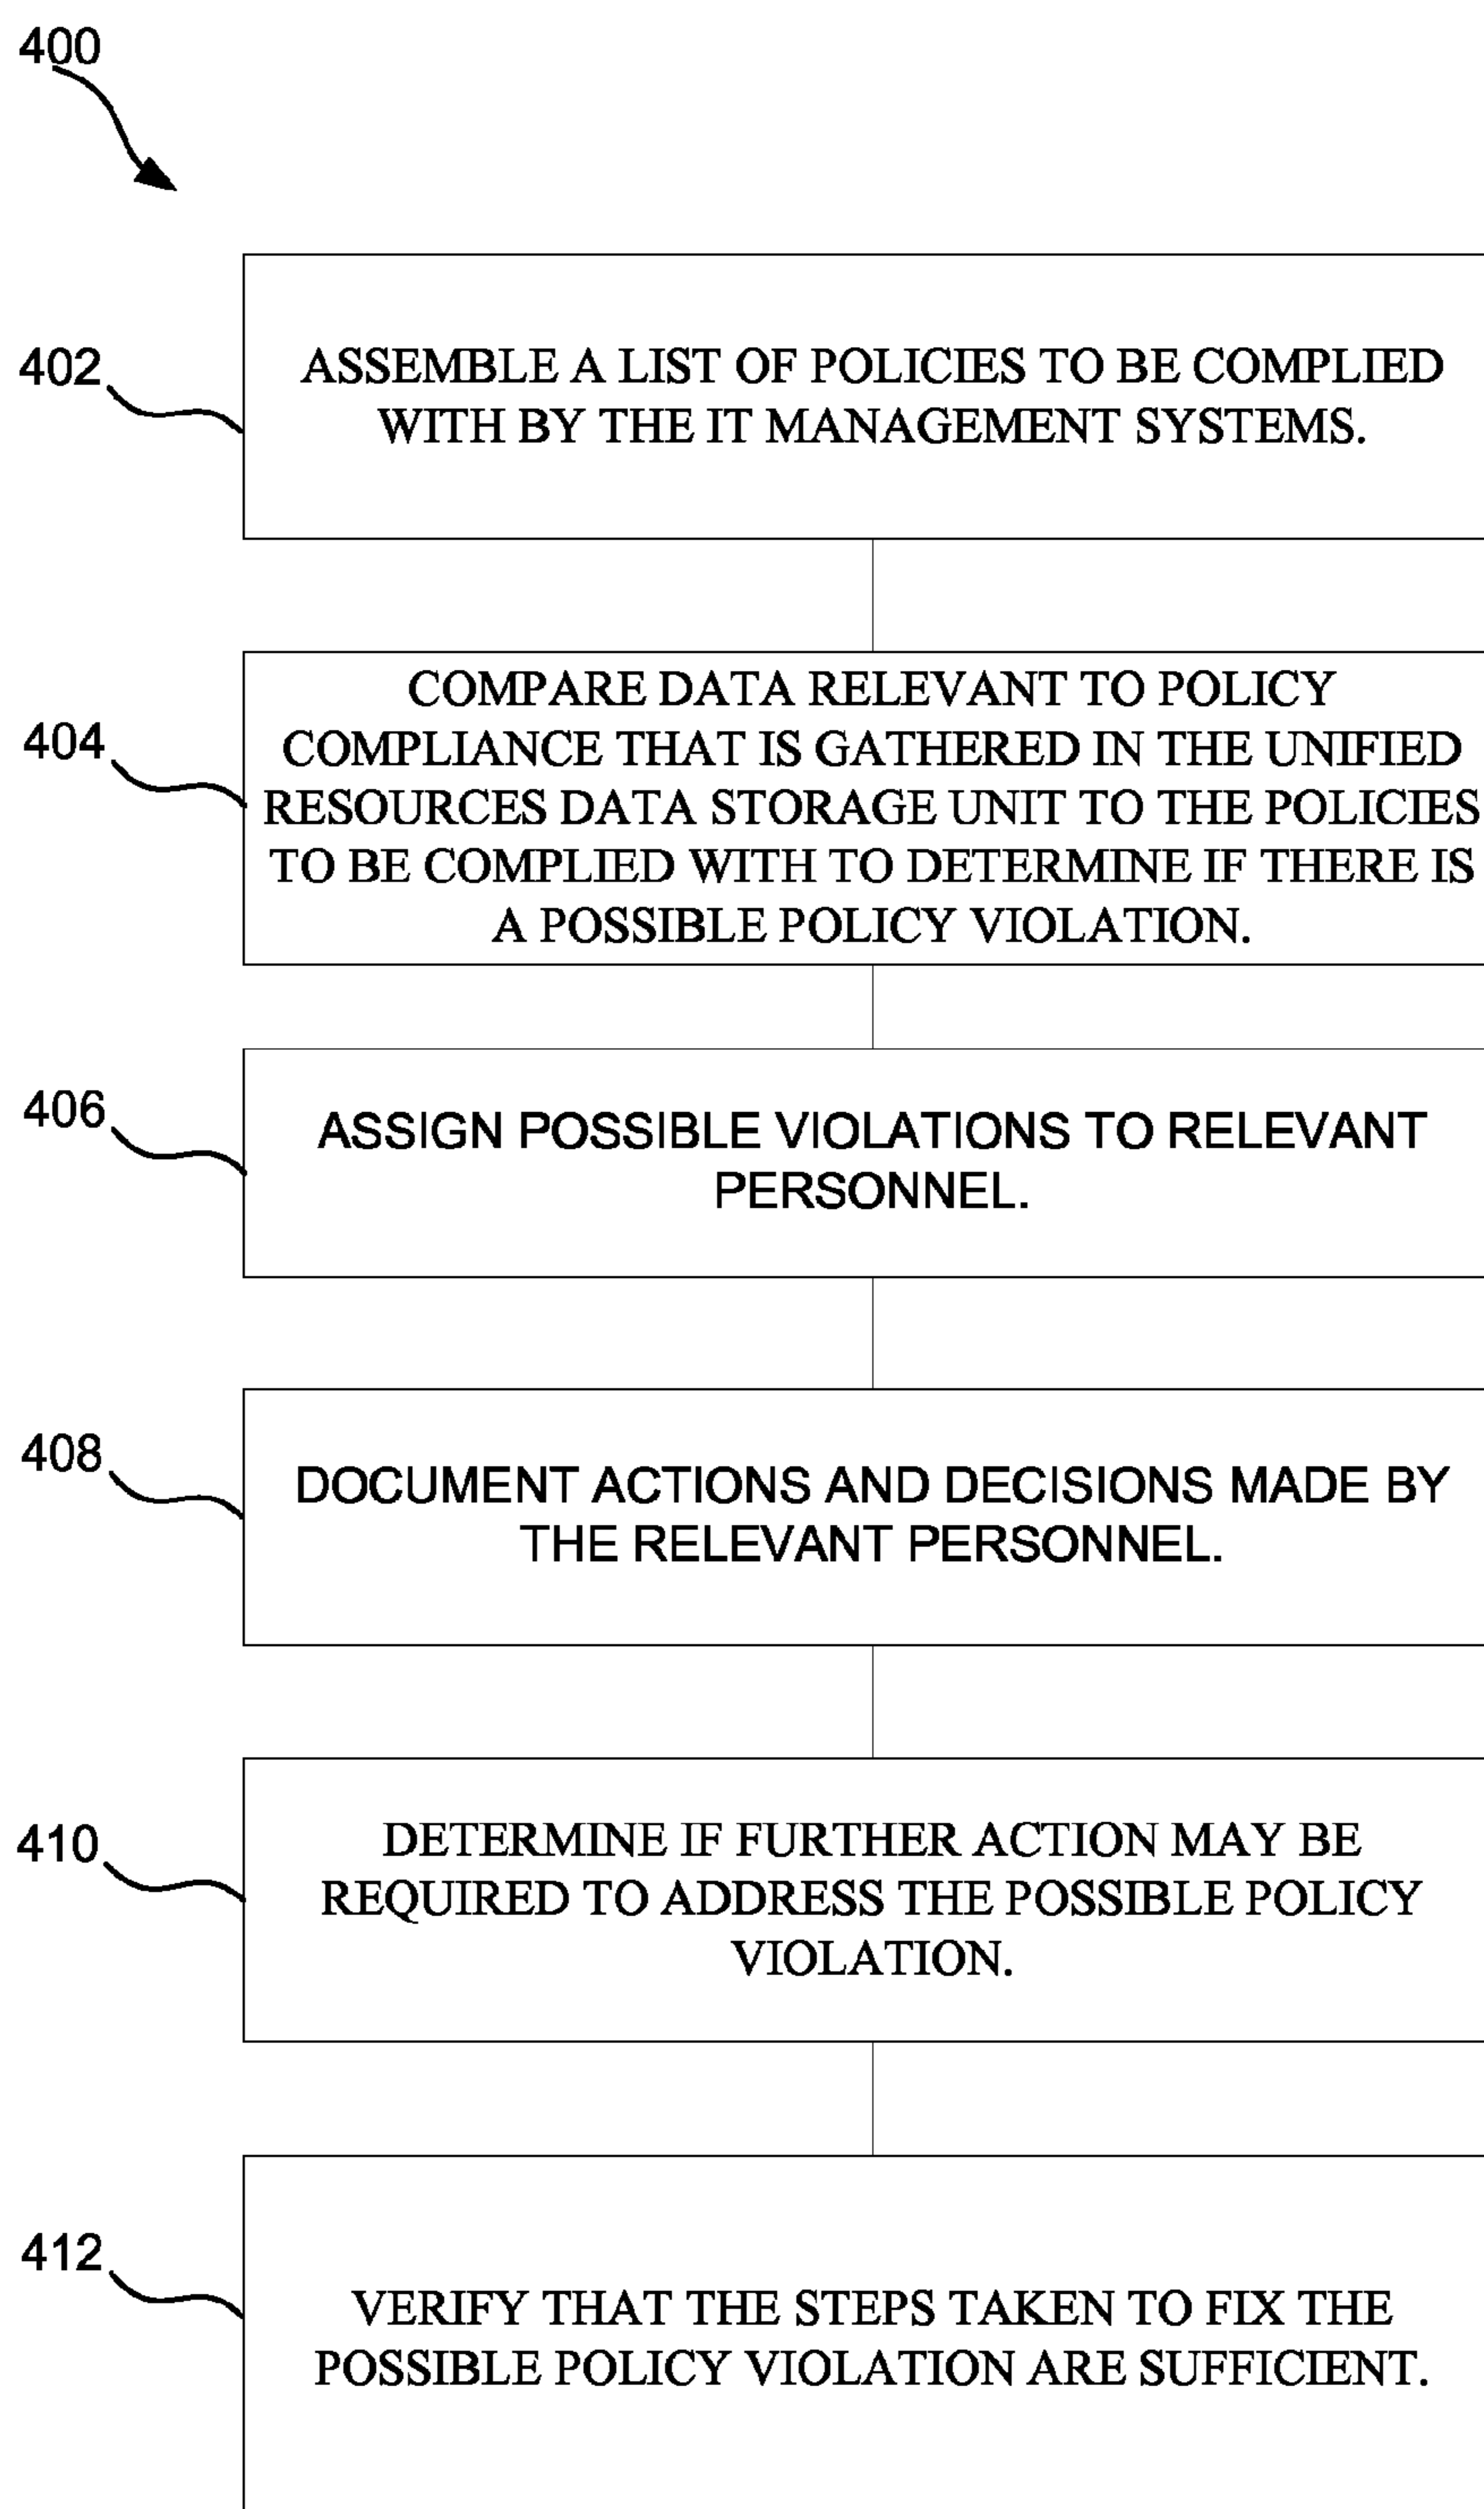 400
402
ASSEMBLE A LIST OF POLICIES TO BE COMPLIED
WITH BY THE IT MANAGEMENT SYSTEMS.
404
COMPARE DATA RELEVANT TO POLICY
COMPLIANCE THAT IS GATHERED IN THE UNIFIED
RESOURCES DATA STORAGE UNIT TO THE POLICIES
TO BE COMPLIED WITH TO DETERMINE IF THERE IS
A POSSIBLE POLICY VIOLATION.
406
ASSIGN POSSIBLE VIOLATIONS TO RELEVANT
PERSONNEL.
408
DOCUMENT ACTIONS AND DECISIONS MADE BY
THE RELEVANT PERSONNEL.
410
DETERMINE IF FURTHER ACTION MAY BE
REQUIRED TO ADDRESS THE POSSIBLE POLICY
VIOLATION.
412
VERIFY THAT THE STEPS TAKEN TO FIX THE
POSSIBLE POLICY VIOLATION ARE SUFFICIENT.